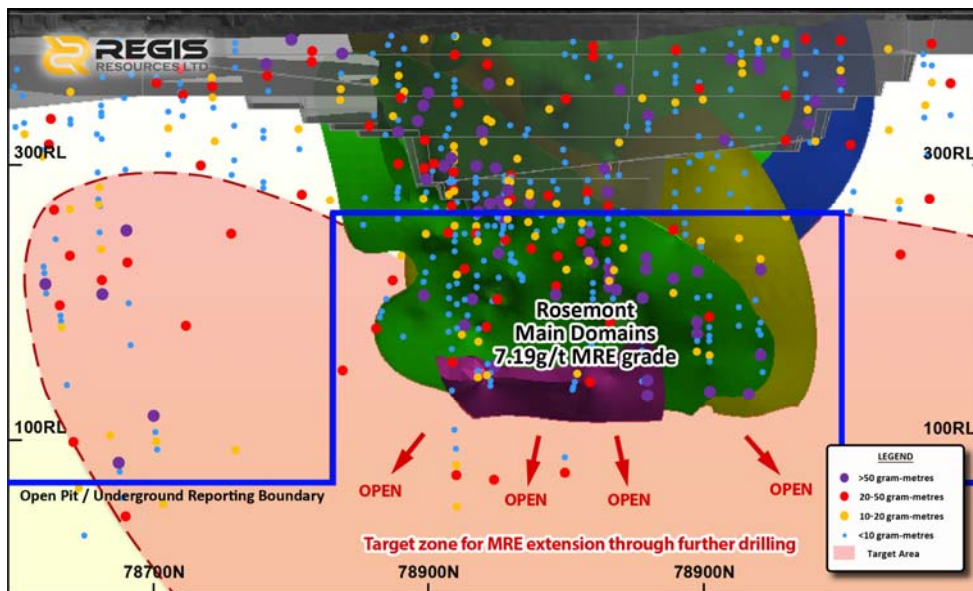 REGIS
RESOURCES LTD
300RL
300RL
Rosemont
Main Domains
7.19g/t MRE grade
100RL
100RL
OPEN
OPEN
OPEN
OPEN
Open Pit / Underground Reporting Boundary
LEGEND
>50 gram-metres
20-50 gram-metres
10-20 gram-metres
<10 gram-metres
Target Area
Target zone for MRE extension through further drilling
78700N
78900N
78900N